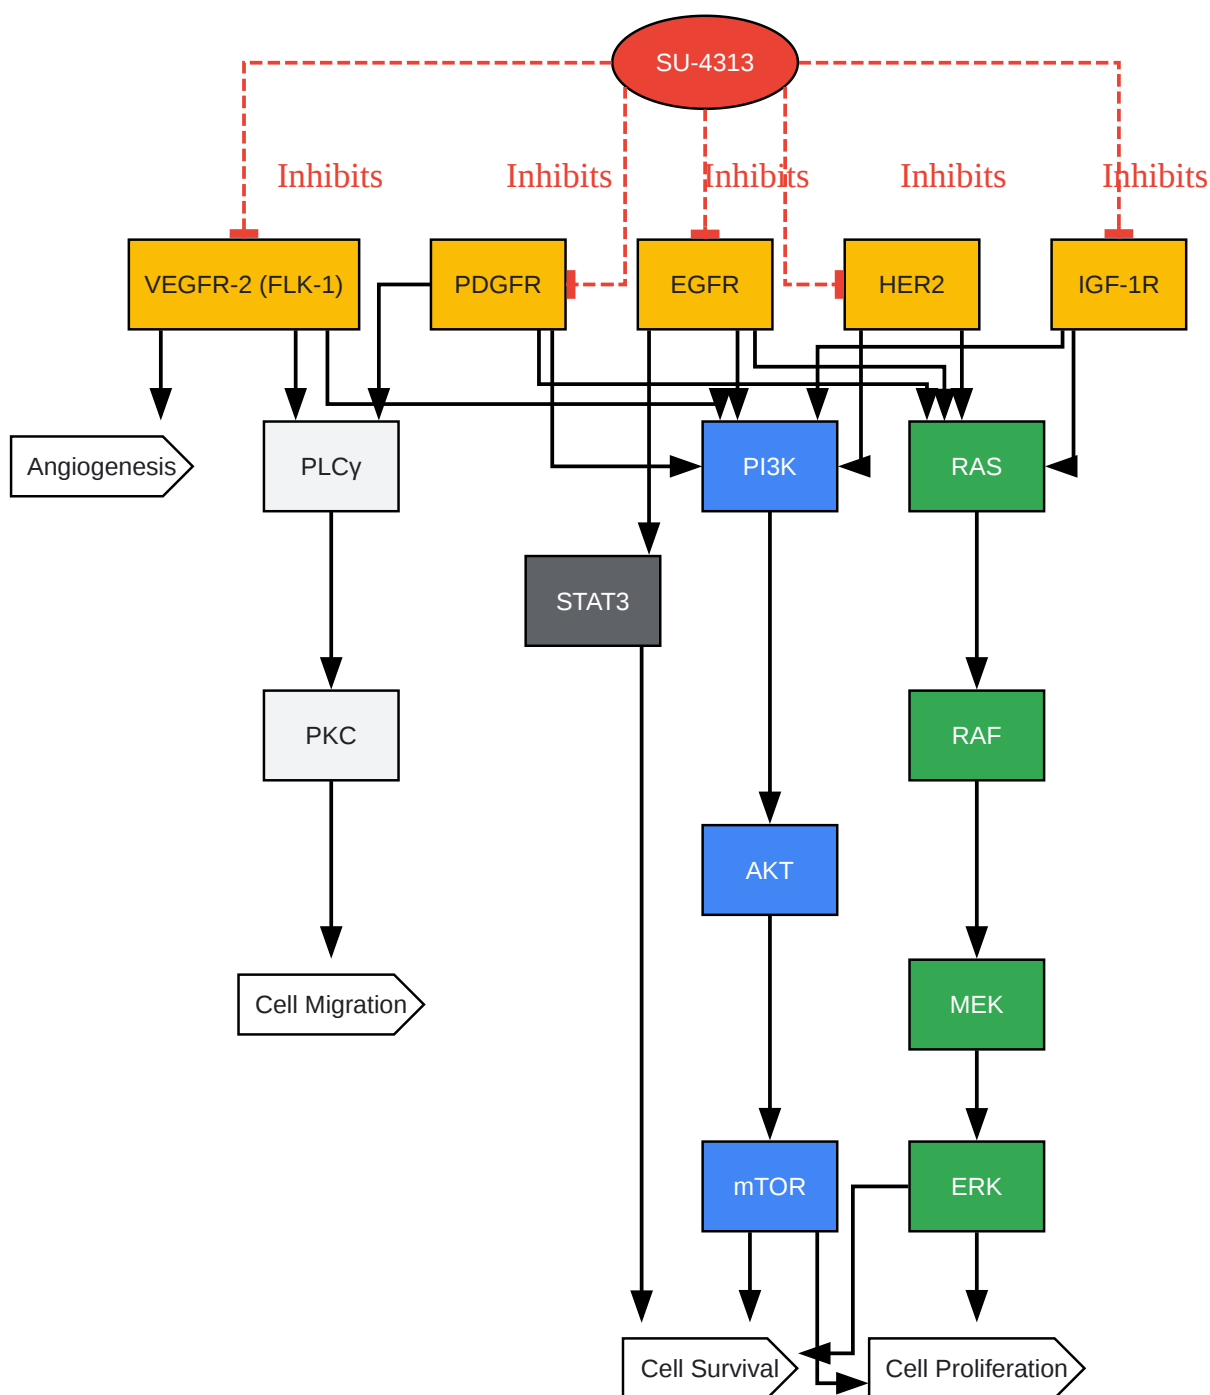 SU-4313
Inhibits
Inhibits
Inhibits
Inhibits
Inhibits
VEGFR-2 (FLK-1)
PDGFR
EGFR
HER2
IGF-1R
Angiogenesis
PLCγ
PI3K
RAS
STAT3
PKC
RAF
AKT
Cell Migration
MEK
mTOR
ERK
Cell Survival
Cell Proliferation